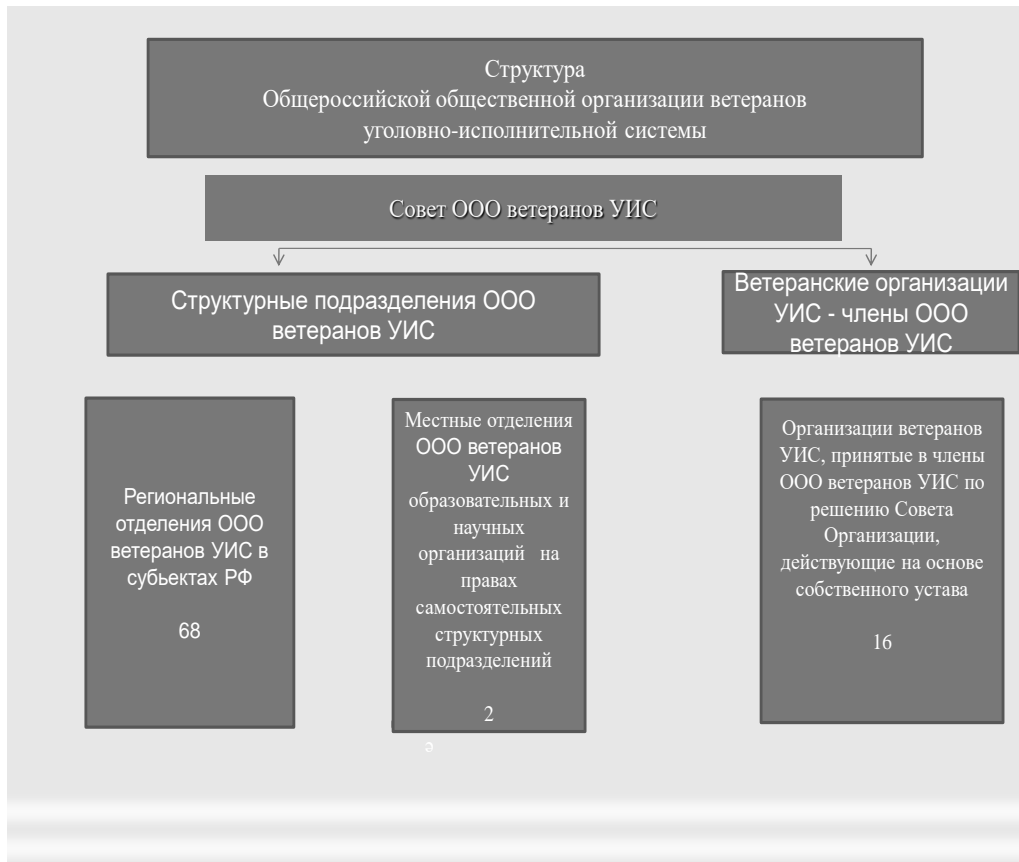 Структура
Общероссийской общественной организации ветеранов
уголовно-исполнительной системы
Совет ООО ветеранов УИС
Структурные подразделения ООО
ветеранов УИС
Ветеранские организации
УИС - члены ООО
ветеранов УИС
Региональные
отделения ООО
ветеранов УИС в
субьектах РФ
68
Местные отделения
ООО ветеранов
УИС
образовательных и
научных
организаций на
правах
самостоятельных
структурных
подразделений
2
Организации ветеранов
УИС, принятые в члены
ООО ветеранов УИС по
решению Совета
Организации,
действующие на основе
собственного устава
16